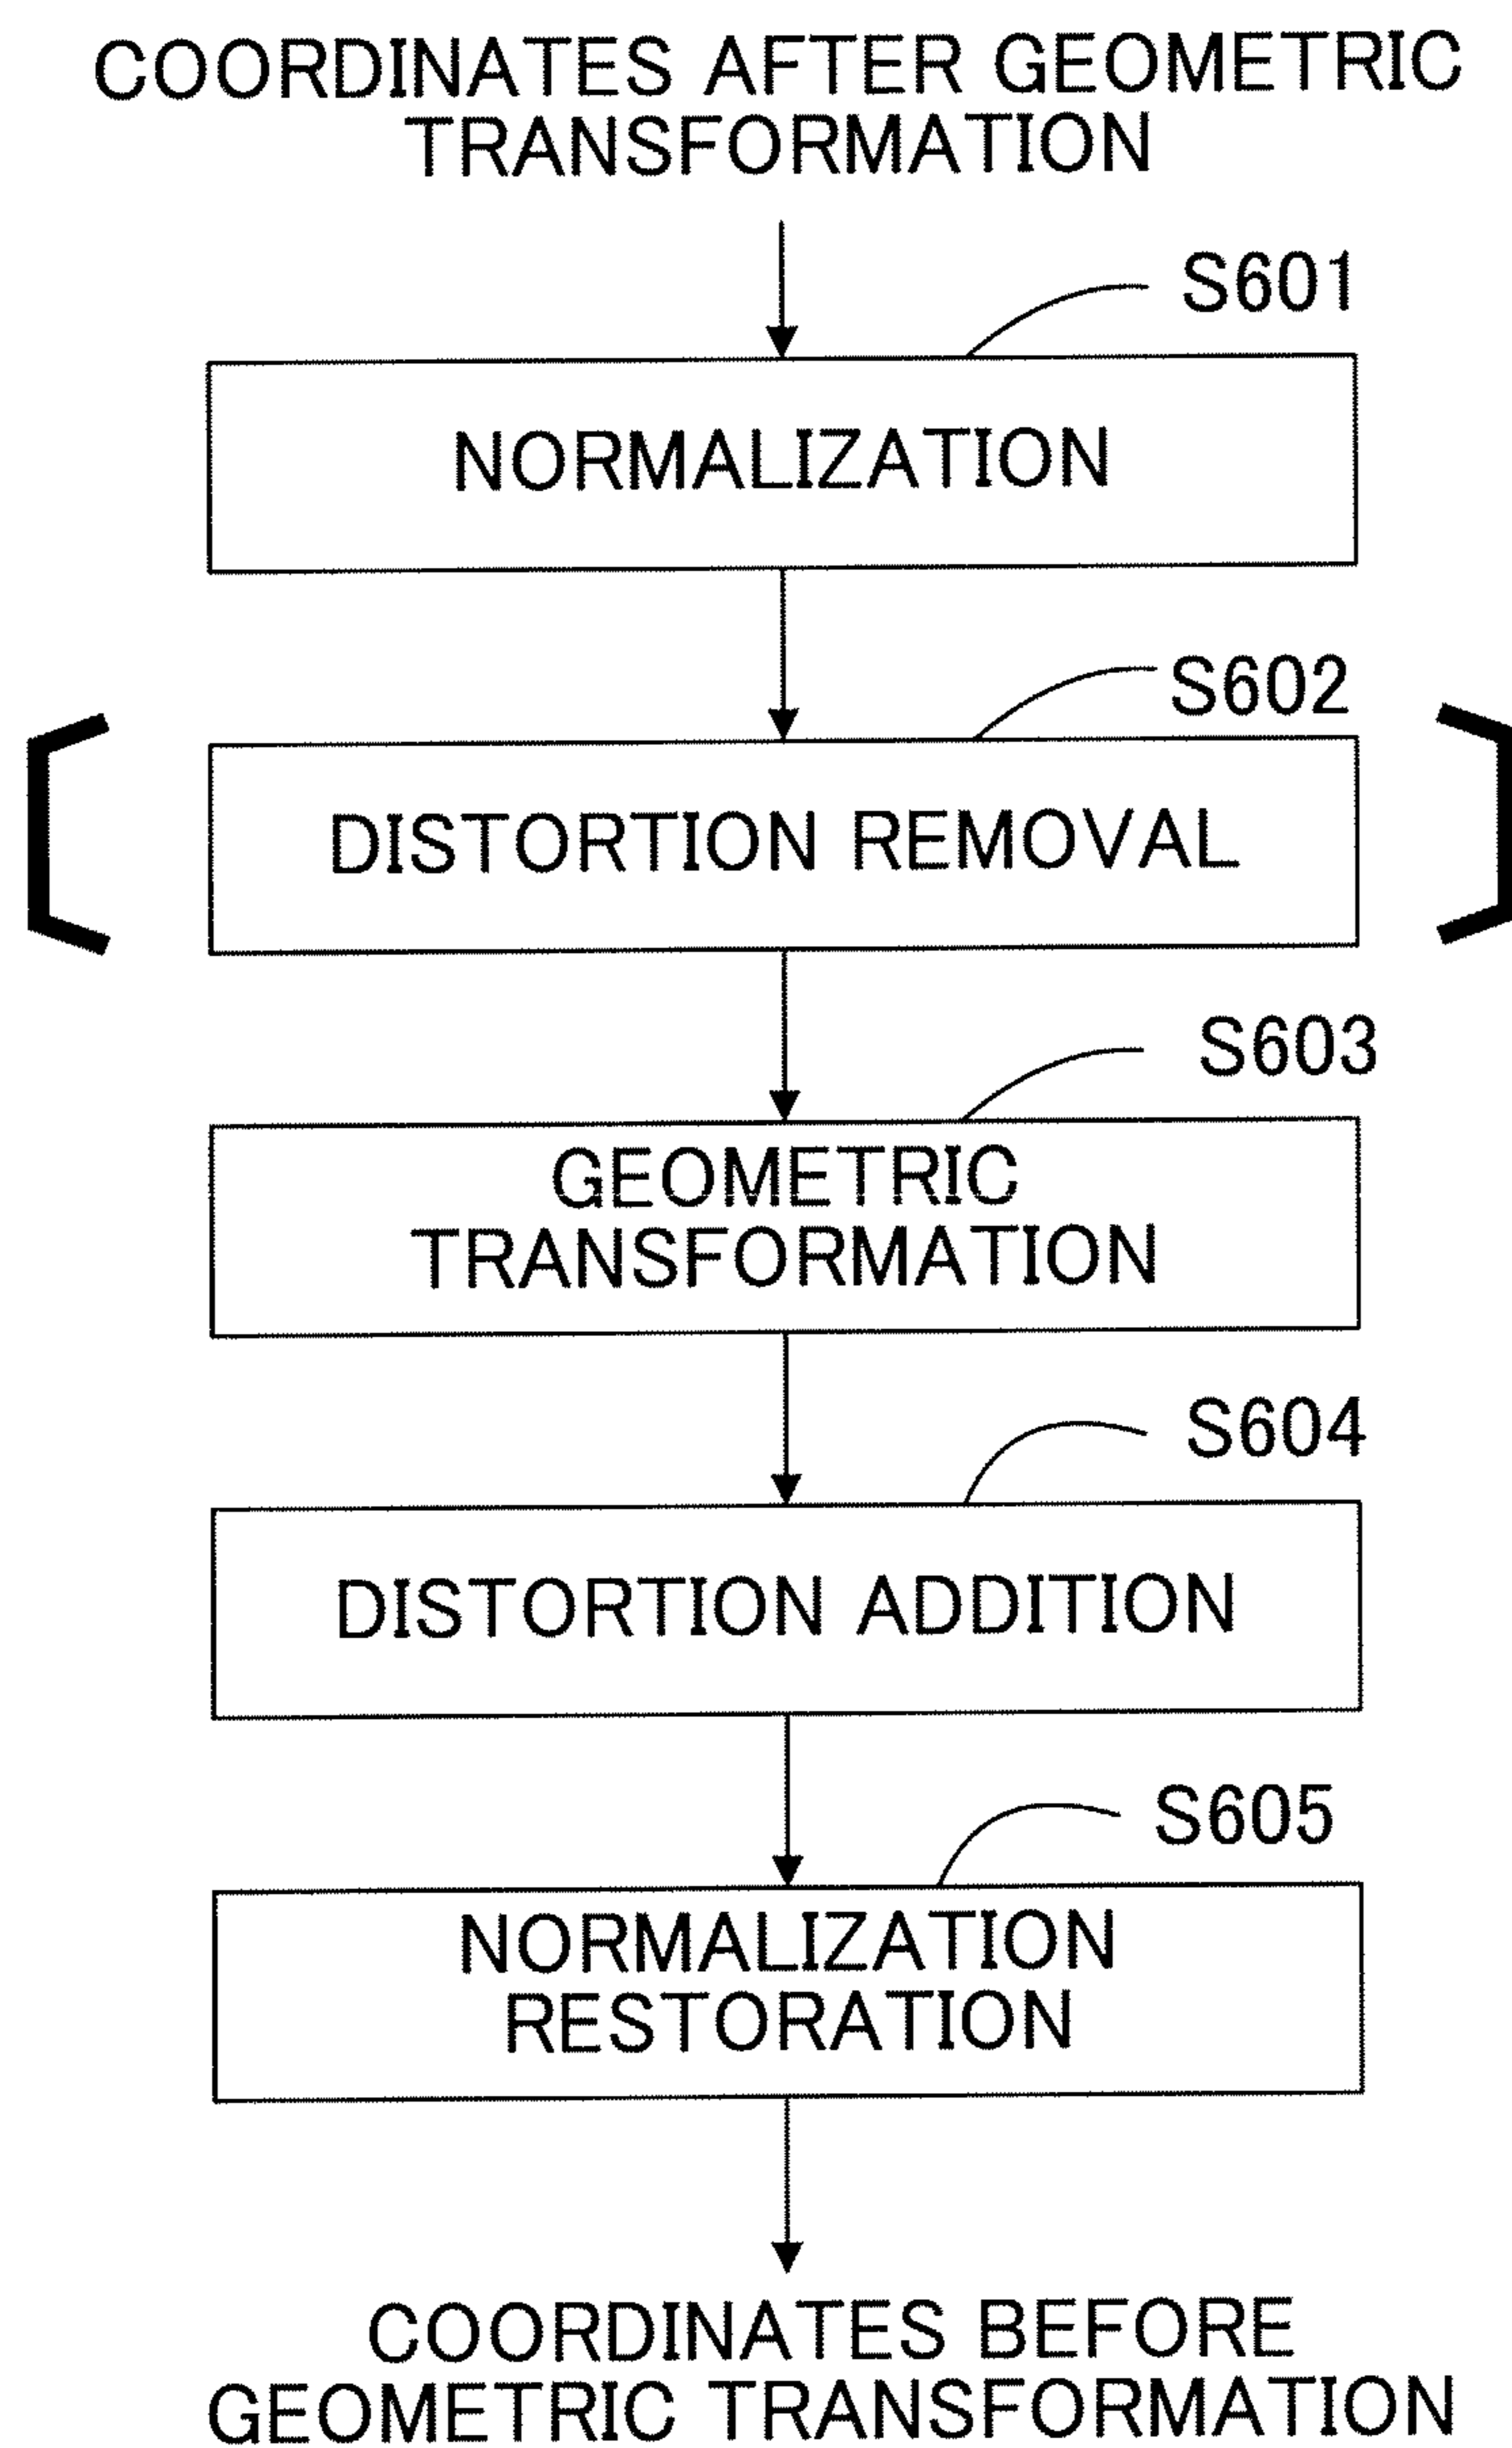 COORDINATES AFTER GEOMETRIC
TRANSFORMATION
S601
NORMALIZATION
S602
DISTORTION REMOVAL
S603
GEOMETRIC
TRANSFORMATION
S604
DISTORTION ADDITION
S605
NORMALIZATION
RESTORATION
COORDINATES BEFORE
GEOMETRIC TRANSFORMATION